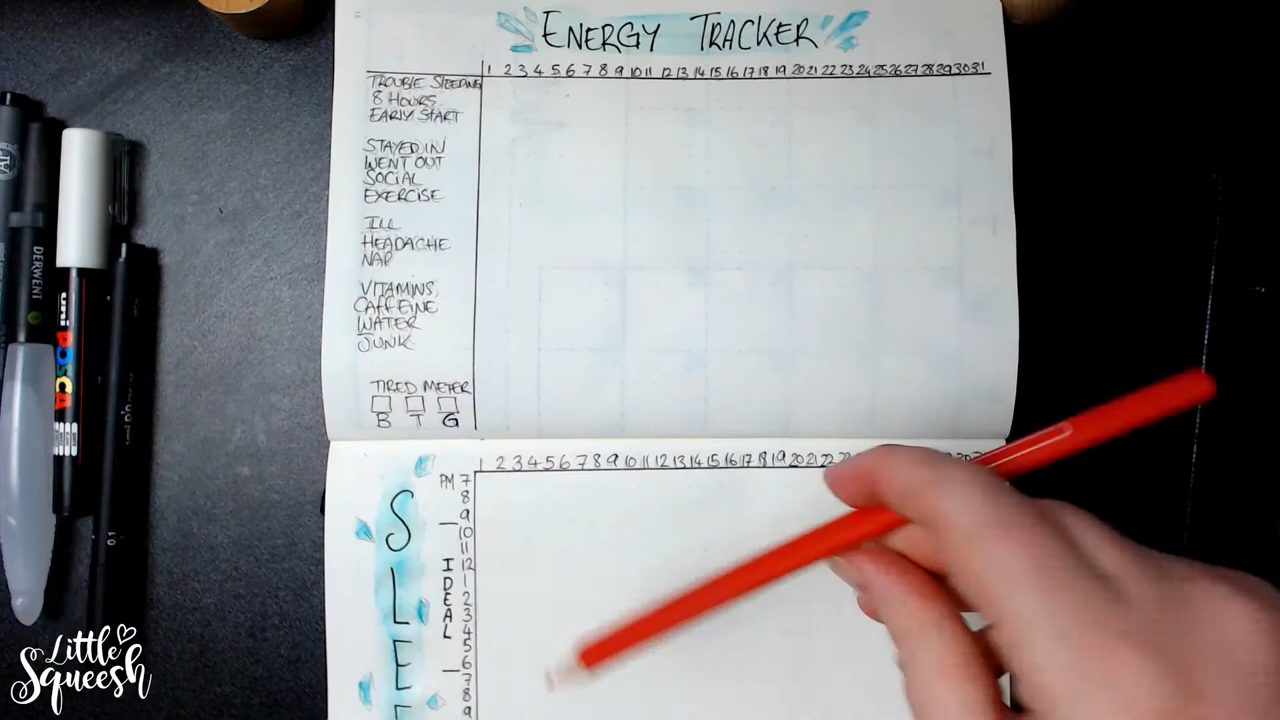 ENERGY TRACKER
1 2 3 4 5 6 7 8 9 10 11 12 13 14 15 16 17 18 19 20 21 22 23 24 25 26 27 28 29 30 31
TROUBLE SLEEPING
8 HOURS
EARLY START
STAYED IN
WENT OUT
SOCIAL
EXERCISE
ILL
HEADACHE
NAP
VITAMINS
CAFFEINE
WATER
JUNK
TIRED METER
B T G
1 2 3 4 5 6 7 8 9 10 11 12 13 14 15 16 17 18 19 20 21 22
PM 7
8
9
10
11
12
1
2
3
4
5
6
7
8
9
IDEAL
SLEE
DERWENT
uni POSCA
0.1
Little
Squeesh